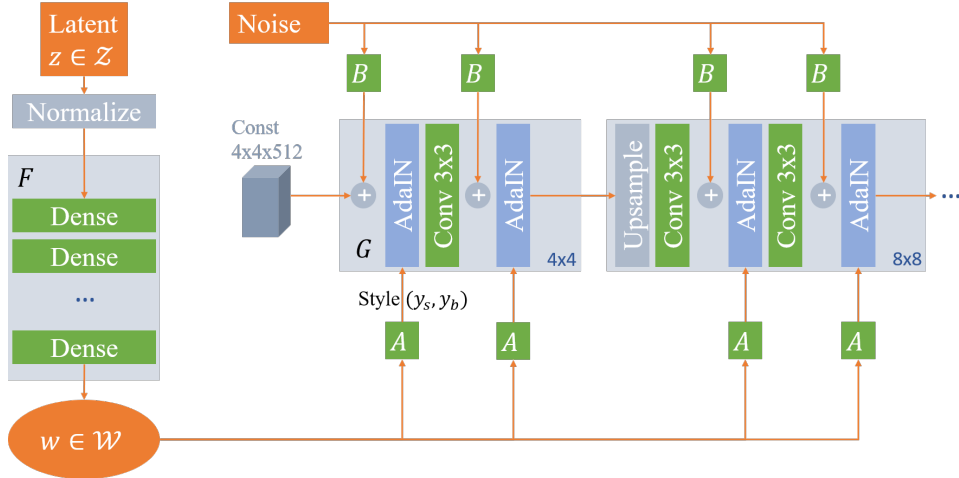 Latent
z ∈ 𝒵
Normalize
F
Dense
Dense
...
Dense
w ∈ 𝒲
Noise
B
B
B
B
Const
4x4x512
+
AdaIN
Conv 3x3
+
AdaIN
G
4x4
Upsample
Conv 3x3
+
AdaIN
Conv 3x3
+
AdaIN
8x8
...
Style (y_s, y_b)
A
A
A
A